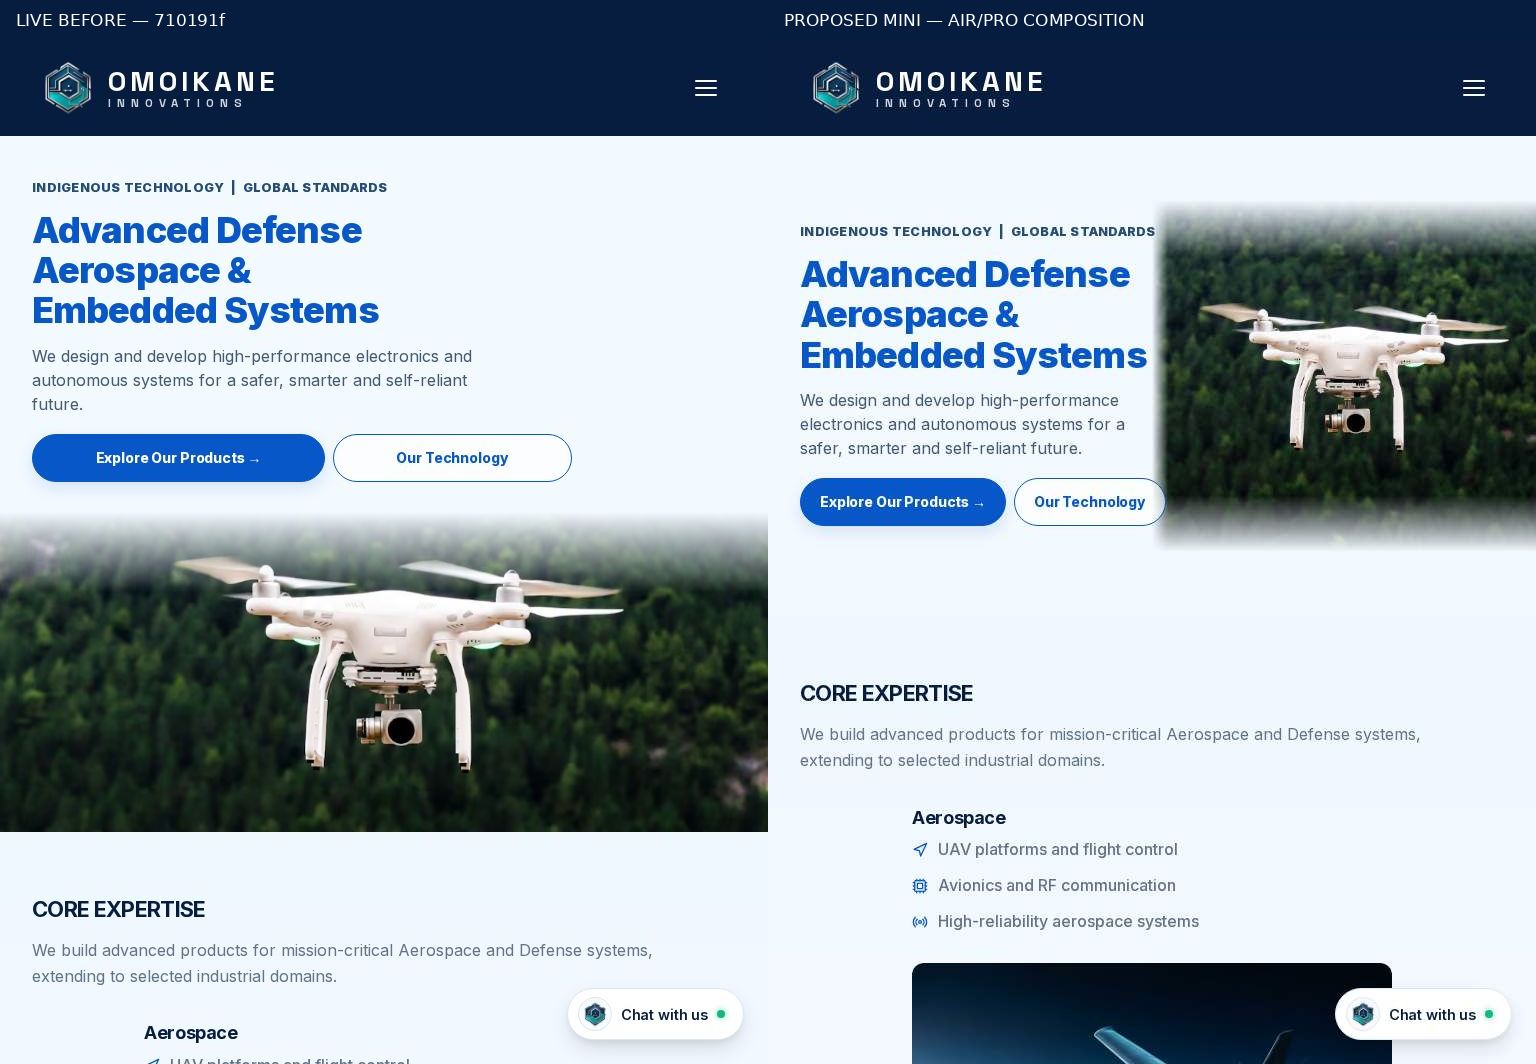 LIVE BEFORE — 710191f
OMOIKANE
INNOVATIONS
INDIGENOUS TECHNOLOGY | GLOBAL STANDARDS
Advanced Defense
Aerospace &
Embedded Systems
We design and develop high-performance electronics and
autonomous systems for a safer, smarter and self-reliant
future.
Explore Our Products →
Our Technology
CORE EXPERTISE
We build advanced products for mission-critical Aerospace and Defense systems,
extending to selected industrial domains.
Aerospace
UAV platforms and flight control
Chat with us
PROPOSED MINI — AIR/PRO COMPOSITION
OMOIKANE
INNOVATIONS
INDIGENOUS TECHNOLOGY | GLOBAL STANDARDS
Advanced Defense
Aerospace &
Embedded Systems
We design and develop high-performance
electronics and autonomous systems for a
safer, smarter and self-reliant future.
Explore Our Products →
Our Technology
CORE EXPERTISE
We build advanced products for mission-critical Aerospace and Defense systems,
extending to selected industrial domains.
Aerospace
UAV platforms and flight control
Avionics and RF communication
High-reliability aerospace systems
Chat with us